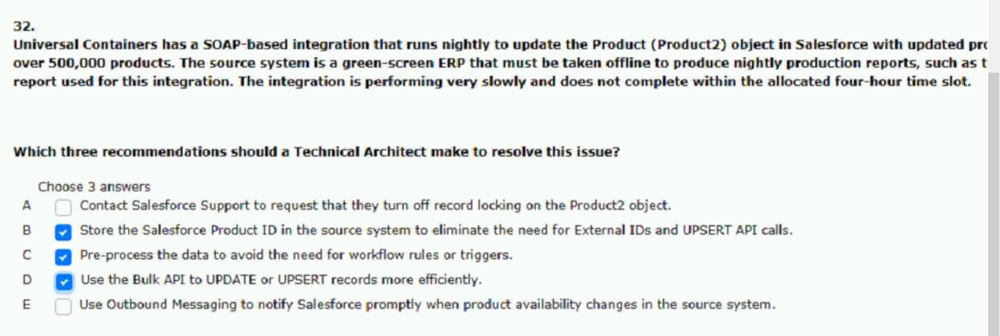 32.
Universal Containers has a SOAP-based integration that runs nightly to update the Product (Product2) object in Salesforce with updated
over 500,000 products. The source system is a green-screen ERP that must be taken offline to produce nightly production reports, such as
report used for this integration. The integration is performing very slowly and does not complete within the allocated four-hour time slot.
Which three recommendations should a Technical Architect make to resolve this issue?
Choose 3 answers
A Contact Salesforce Support to request that they turn off record locking on the Product2 object.
B Store the Salesforce Product ID in the source system to eliminate the need for External IDs and UPSERT API calls.
C Pre-process the data to avoid the need for workflow rules or triggers.
D Use the Bulk API to UPDATE or UPSERT records more efficiently.
E Use Outbound Messaging to notify Salesforce promptly when product availability changes in the source system.